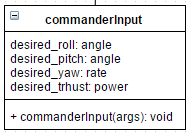 commanderInput
desired_roll: angle
desired_pitch: angle
desired_yaw: rate
desired_trhust: power
+ commanderInput(args): void